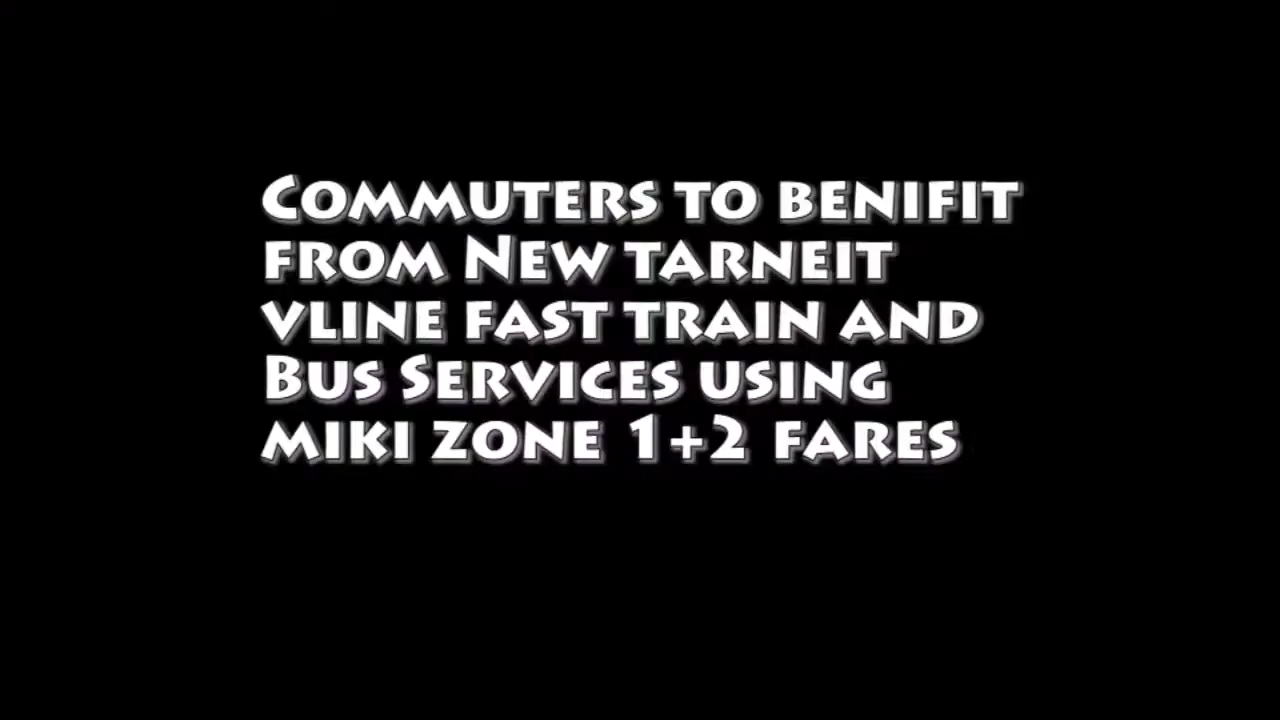 Commuters to benifit
from New tarneit
vline fast train and
Bus Services using
miki zone 1+2 fares